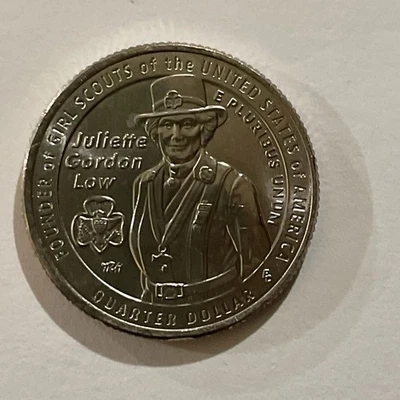 FOUNDER of GIRL SCOUTS of the UNITED STATES of AMERICA
E PLURIBUS UNUM
Juliette
Gordon
Low
QUARTER DOLLAR